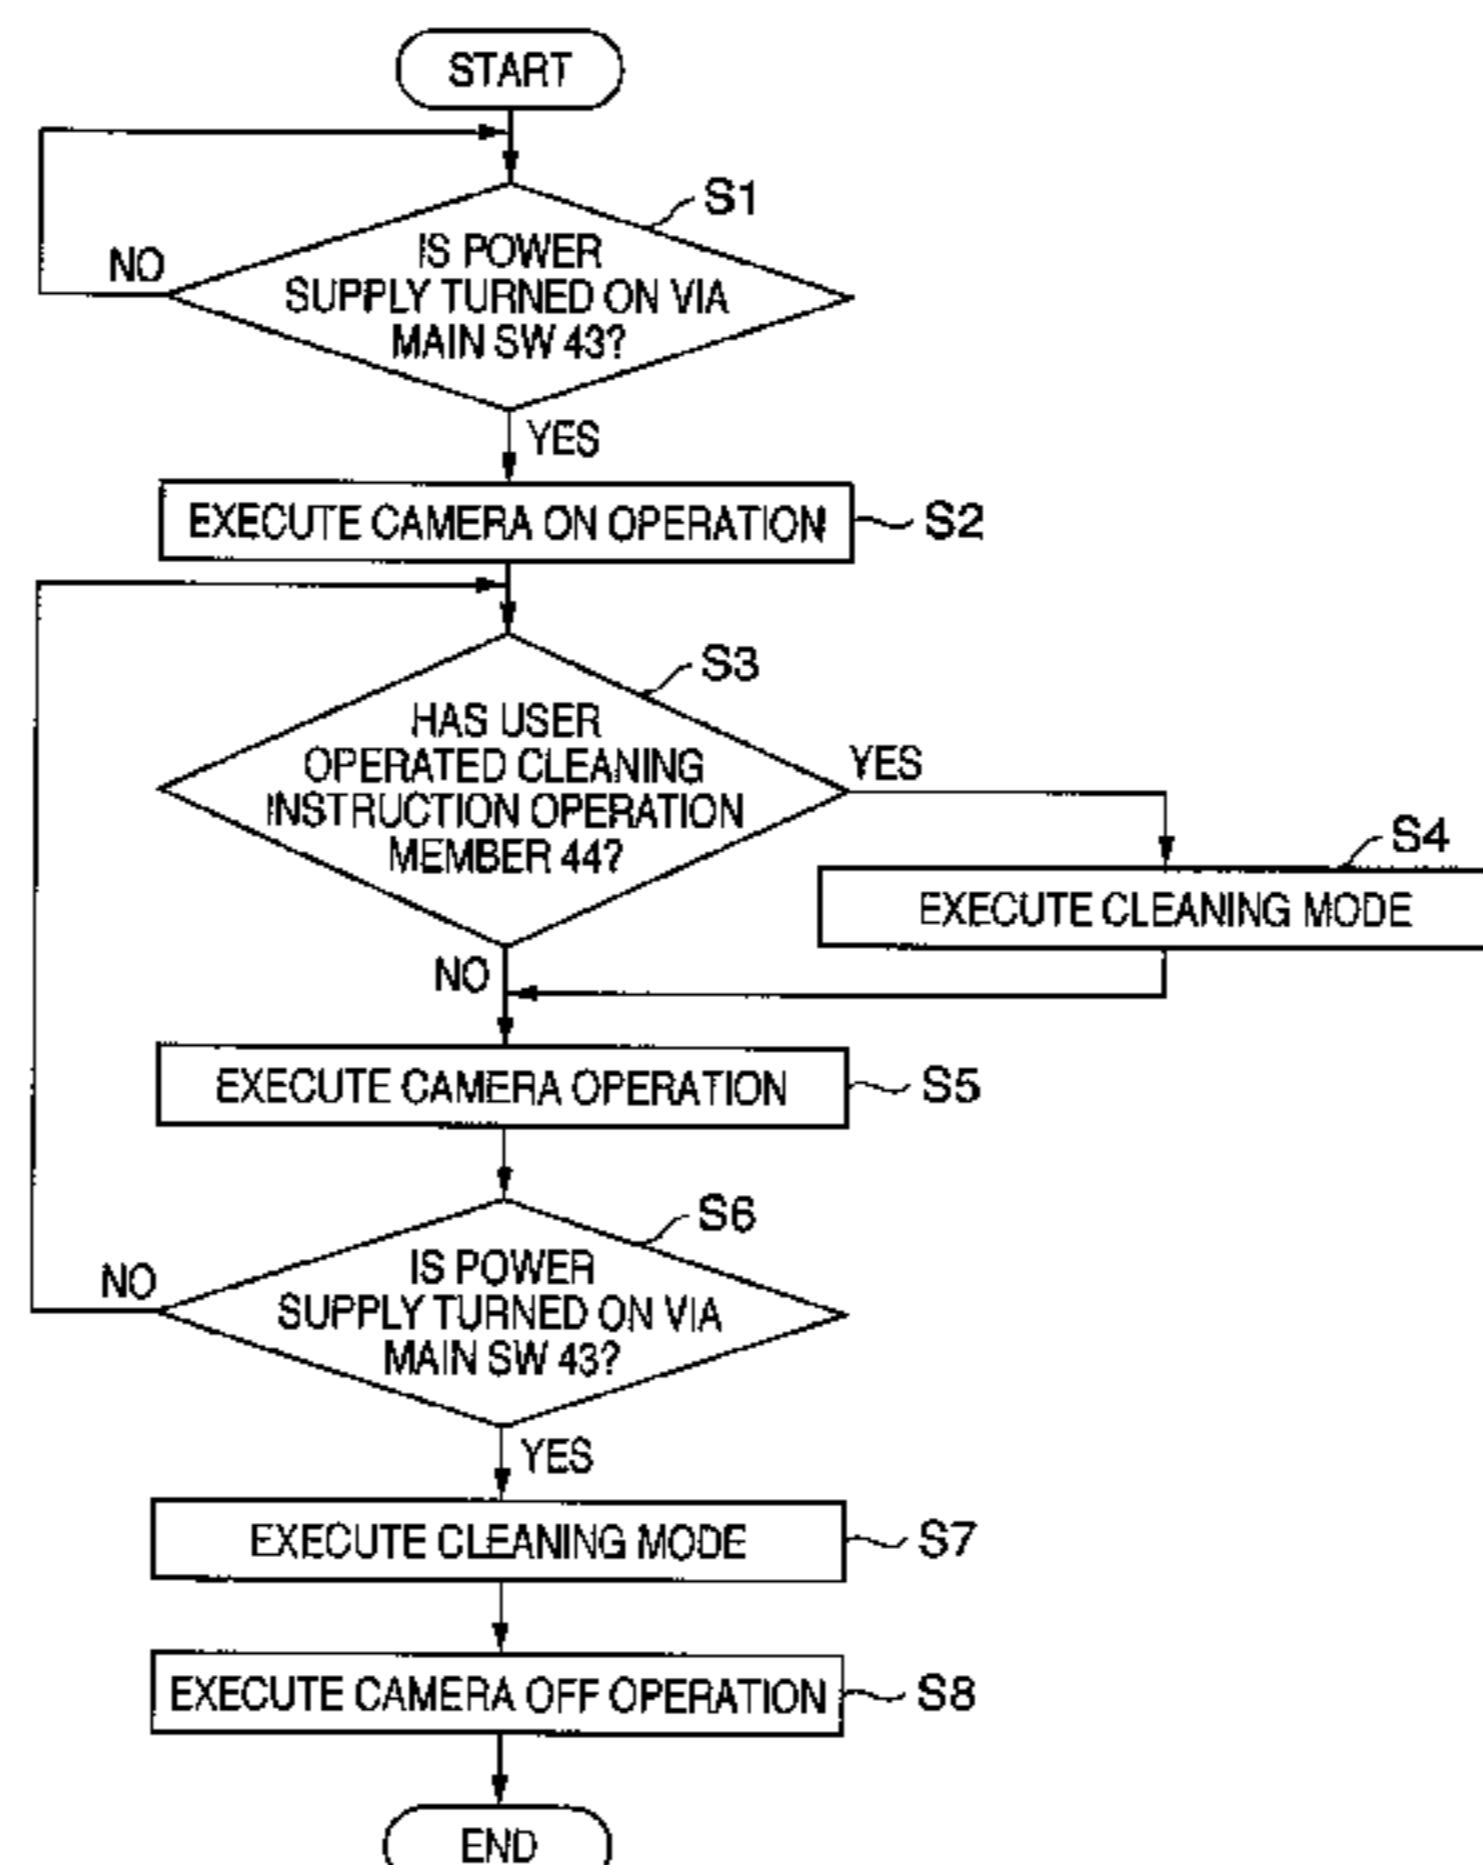 START
S1
NO
IS POWER
SUPPLY TURNED ON VIA
MAIN SW 43?
YES
EXECUTE CAMERA ON OPERATION
S2
S3
HAS USER
OPERATED CLEANING
INSTRUCTION OPERATION
MEMBER 44?
YES
S4
EXECUTE CLEANING MODE
NO
EXECUTE CAMERA OPERATION
S5
S6
NO
IS POWER
SUPPLY TURNED ON VIA
MAIN SW 43?
YES
EXECUTE CLEANING MODE
S7
EXECUTE CAMERA OFF OPERATION
S8
END